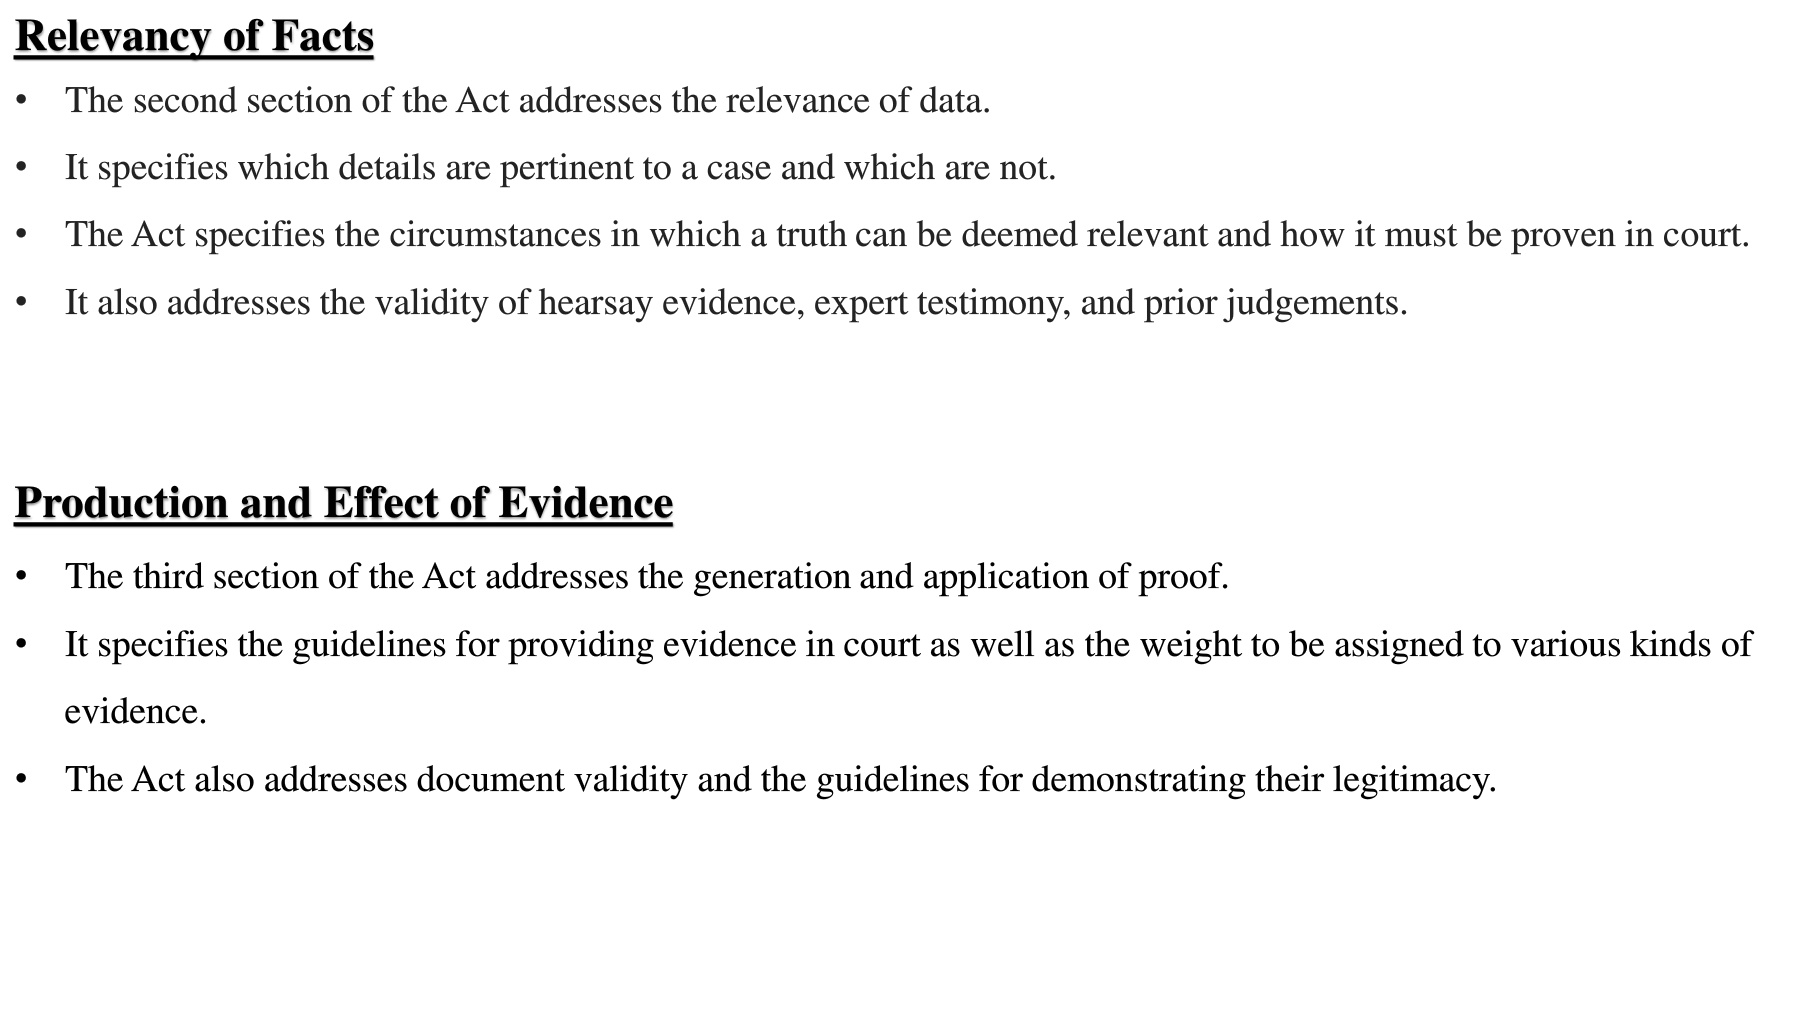 Relevancy of Facts
• The second section of the Act addresses the relevance of data.
• It specifies which details are pertinent to a case and which are not.
• The Act specifies the circumstances in which a truth can be deemed relevant and how it must be proven in court.
• It also addresses the validity of hearsay evidence, expert testimony, and prior judgements.
Production and Effect of Evidence
• The third section of the Act addresses the generation and application of proof.
• It specifies the guidelines for providing evidence in court as well as the weight to be assigned to various kinds of
evidence.
• The Act also addresses document validity and the guidelines for demonstrating their legitimacy.